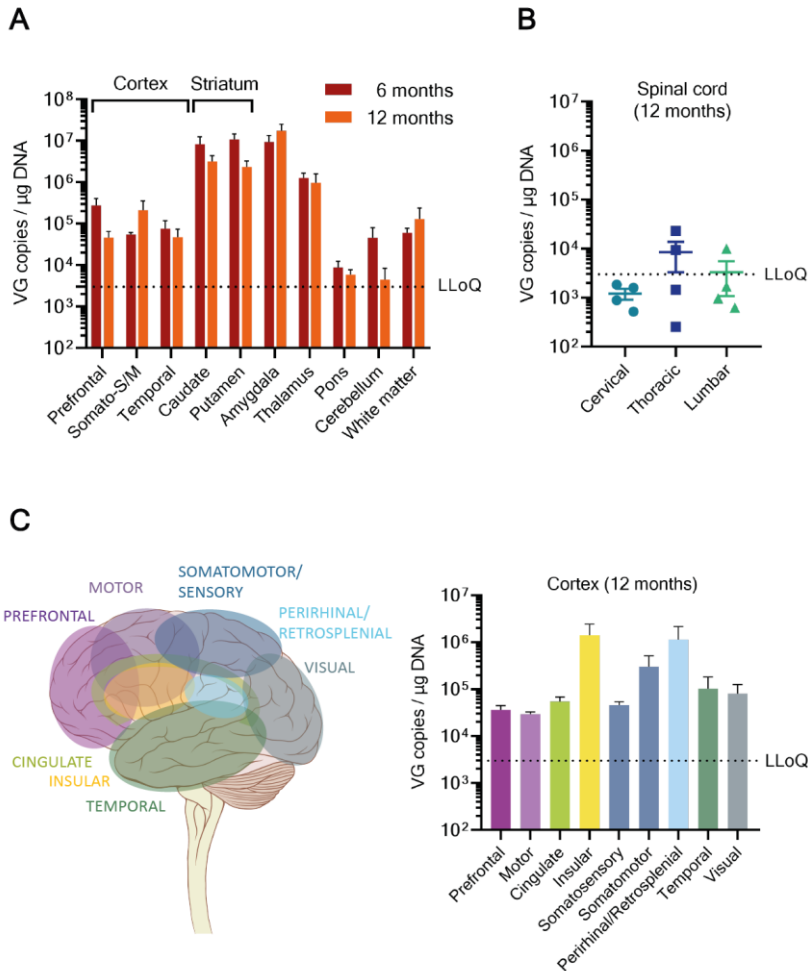 A
Cortex
Striatum
6 months
12 months
VG copies / µg DNA
10⁸
10⁷
10⁶
10⁵
10⁴
10³
10²
LLoQ
Prefrontal
Somato-S/M
Temporal
Caudate
Putamen
Amygdala
Thalamus
Pons
Cerebellum
White matter
B
Spinal cord
(12 months)
VG copies / µg DNA
10⁷
10⁶
10⁵
10⁴
10³
10²
LLoQ
Cervical
Thoracic
Lumbar
C
SOMATOMOTOR/
SENSORY
MOTOR
PREFRONTAL
PERIRHINAL/
RETROSPLENIAL
VISUAL
CINGULATE
INSULAR
TEMPORAL
Cortex (12 months)
VG copies / µg DNA
10⁷
10⁶
10⁵
10⁴
10³
10²
LLoQ
Prefrontal
Motor
Cingulate
Insular
Somatosensory
Somatomotor
Perirhinal/Retrosplenial
Temporal
Visual